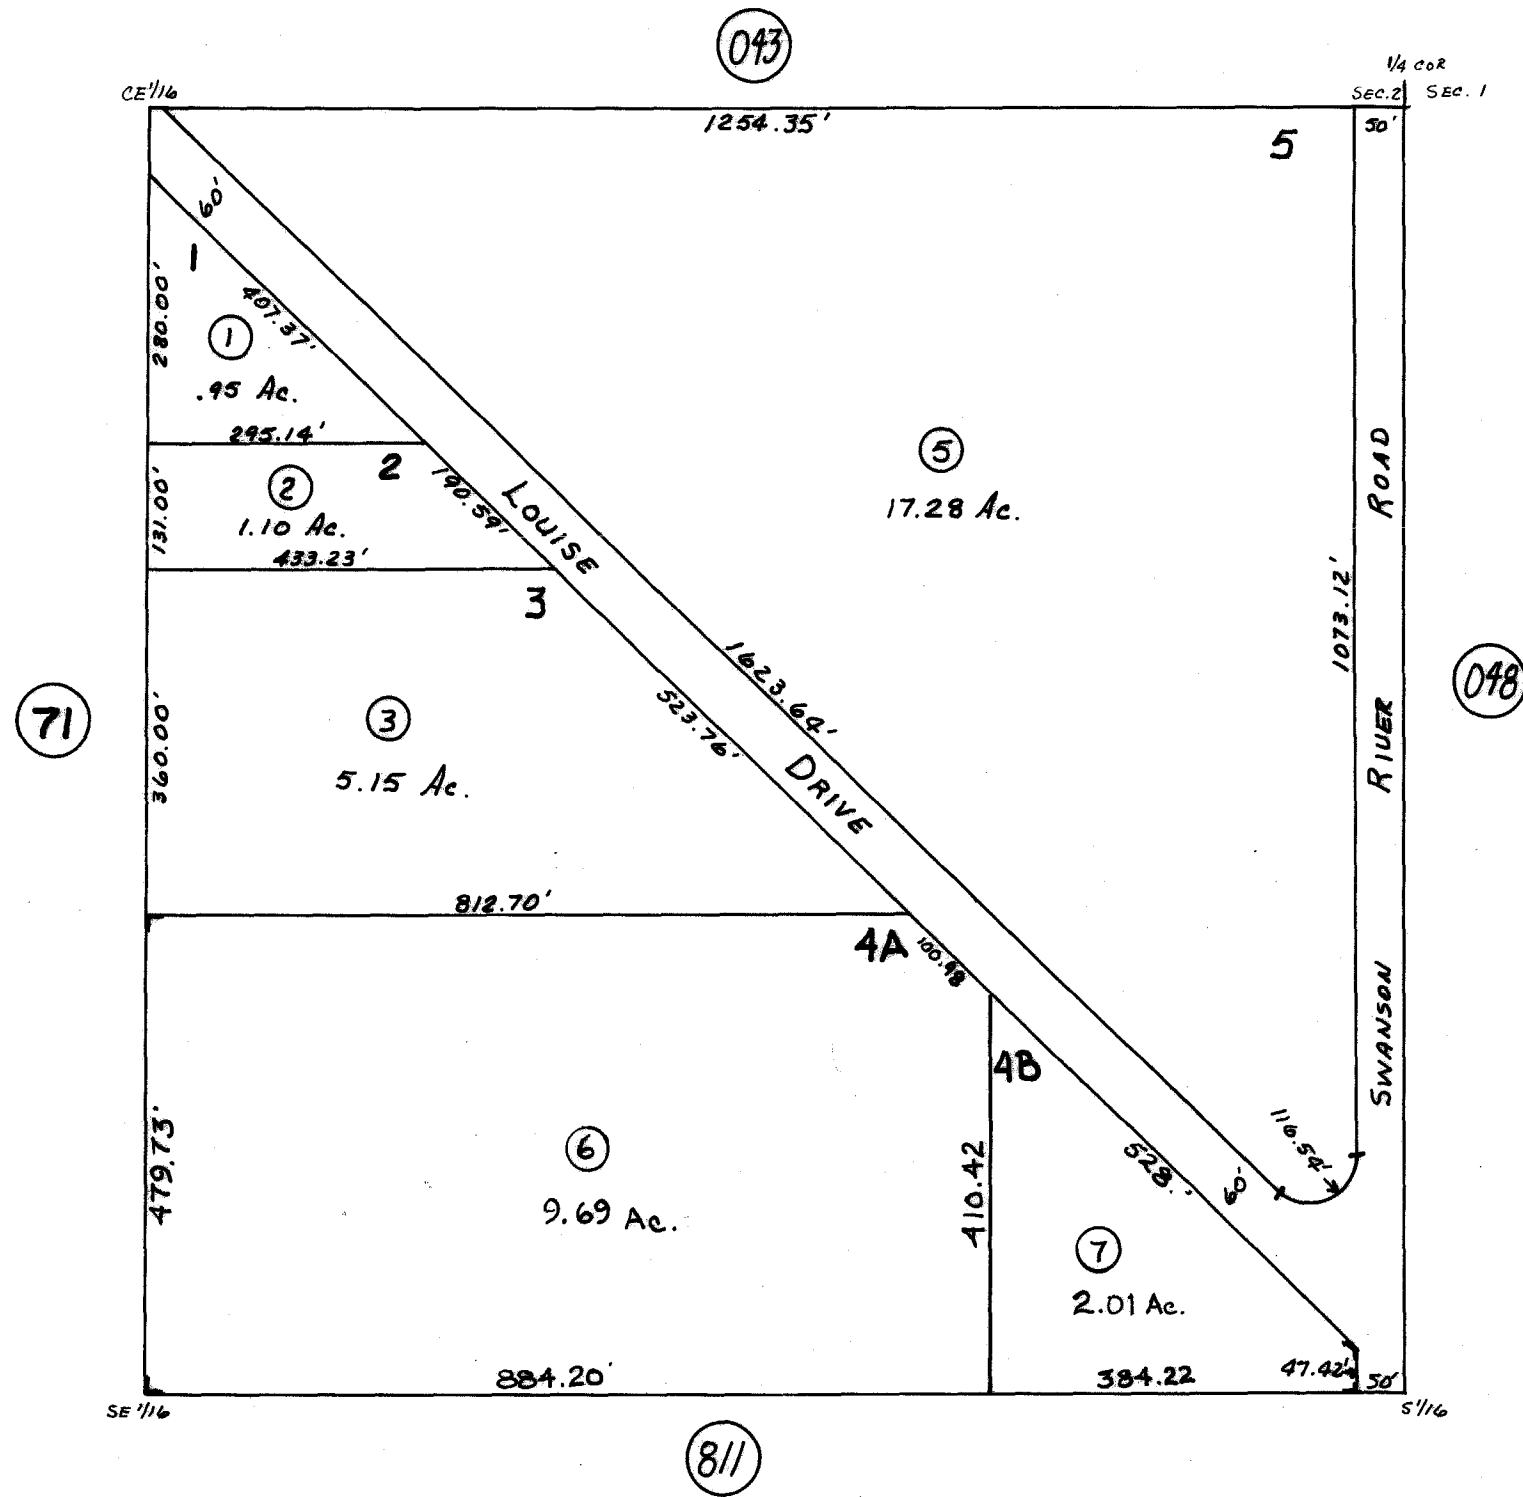 043
1/4 COR
CE 1/16
SEC. 2
SEC. 1
1254.35'
50'
5
60'
1
280.00'
407.37'
1
.95 Ac.
295.14'
2
190.59'
131.00'
2
1.10 Ac.
433.23'
3
LOUISE DRIVE
5
17.28 Ac.
SWANSON RIVER ROAD
1073.12'
1623.64'
523.76'
048
71
360.00'
3
5.15 Ac.
812.70'
4A
100.98
4B
479.73'
6
9.69 Ac.
410.42
528.'
60'
116.54'
7
2.01 Ac.
884.20'
384.22
47.42'
50'
SE 1/16
S 1/16
811